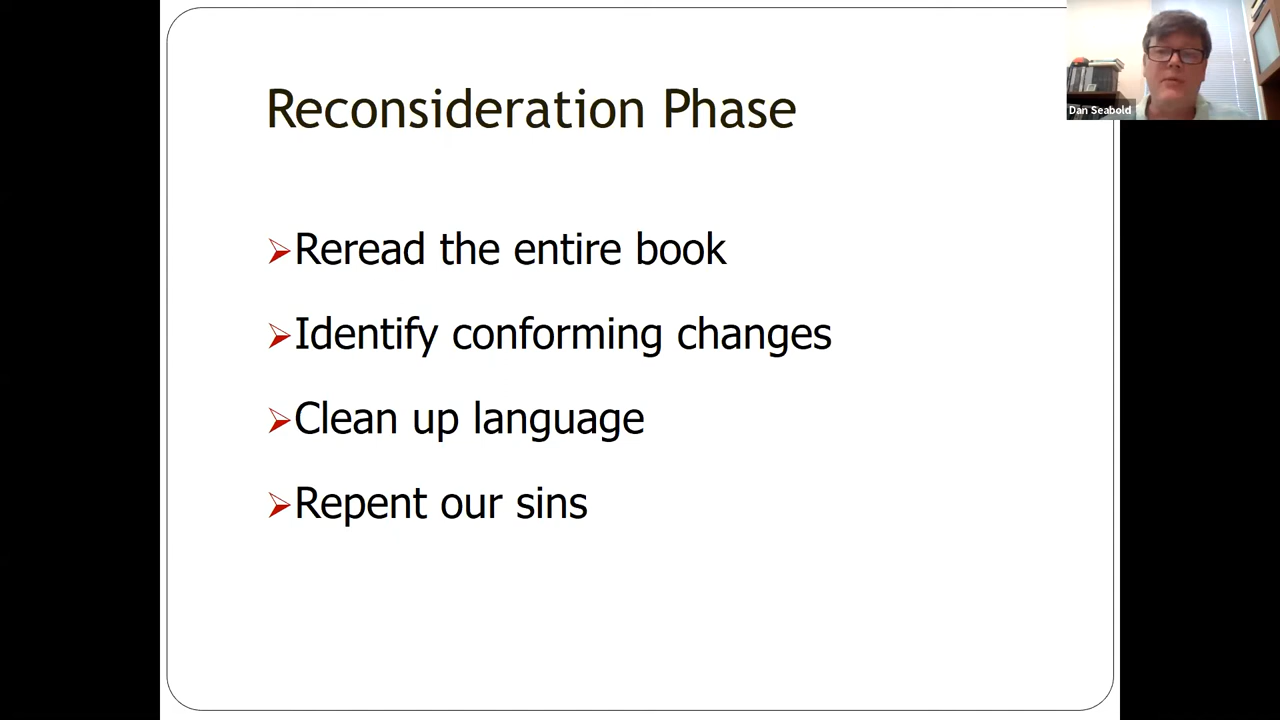 Reconsideration Phase
Dan Seabold
Reread the entire book
Identify conforming changes
Clean up language
Repent our sins